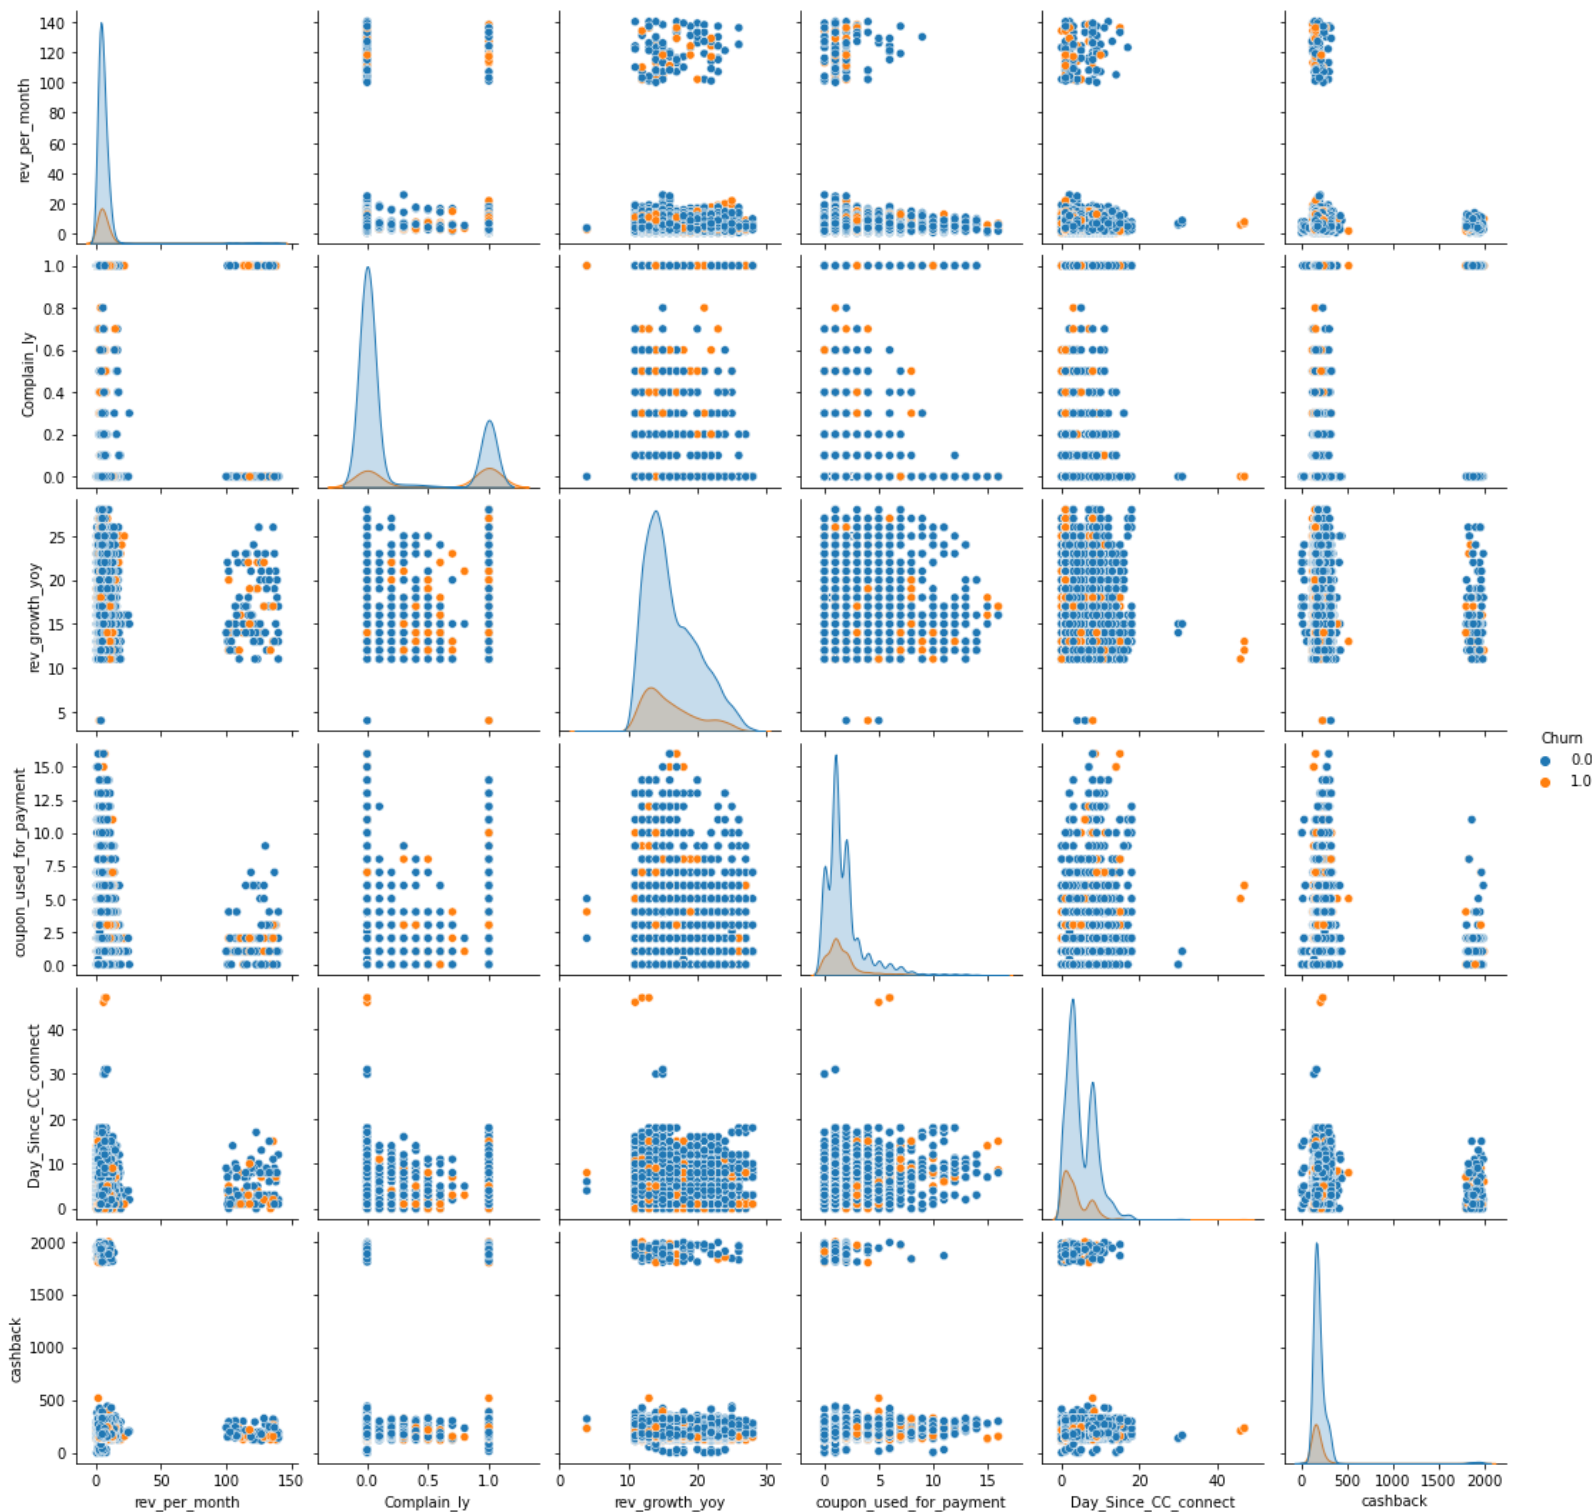 rev_per_month
140
120
100
80
60
40
20
0
Complain_ly
1.0
0.8
0.6
0.4
0.2
0.0
rev_growth_yoy
25
20
15
10
5
coupon_used_for_payment
15.0
12.5
10.0
7.5
5.0
2.5
0.0
Day_Since_CC_connect
40
30
20
10
0
cashback
2000
1500
1000
500
0
0 50 100 150
rev_per_month
0.0 0.5 1.0
Complain_ly
0 10 20 30
rev_growth_yoy
0 5 10 15
coupon_used_for_payment
0 20 40
Day_Since_CC_connect
0 500 1000 1500 2000
cashback
Churn
0.0
1.0